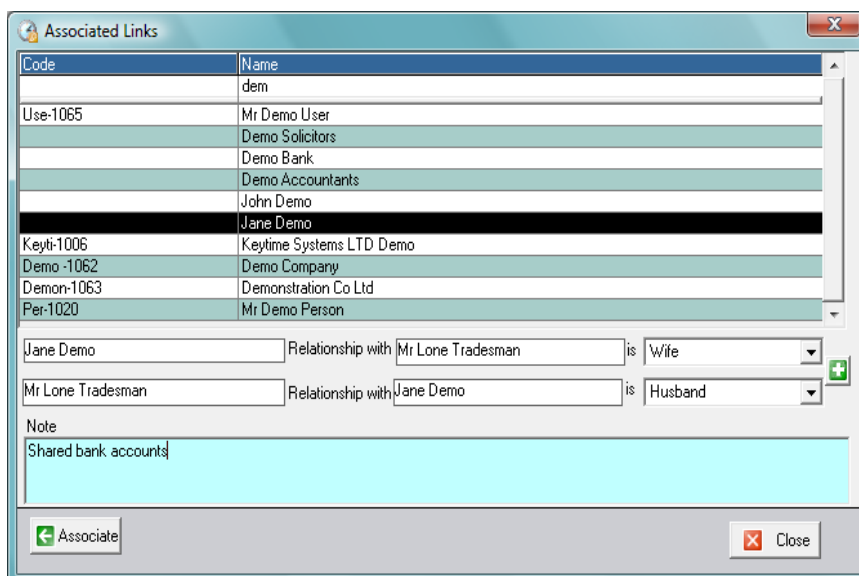 Associated Links
X
Code Name
dem
Use-1065 Mr Demo User
Demo Solicitors
Demo Bank
Demo Accountants
John Demo
Jane Demo
Keyti-1006 Keytime Systems LTD Demo
Demo -1062 Demo Company
Demon-1063 Demonstration Co Ltd
Per-1020 Mr Demo Person
Jane Demo Relationship with Mr Lone Tradesman is Wife
Mr Lone Tradesman Relationship with Jane Demo is Husband
Note
Shared bank accounts
Associate Close